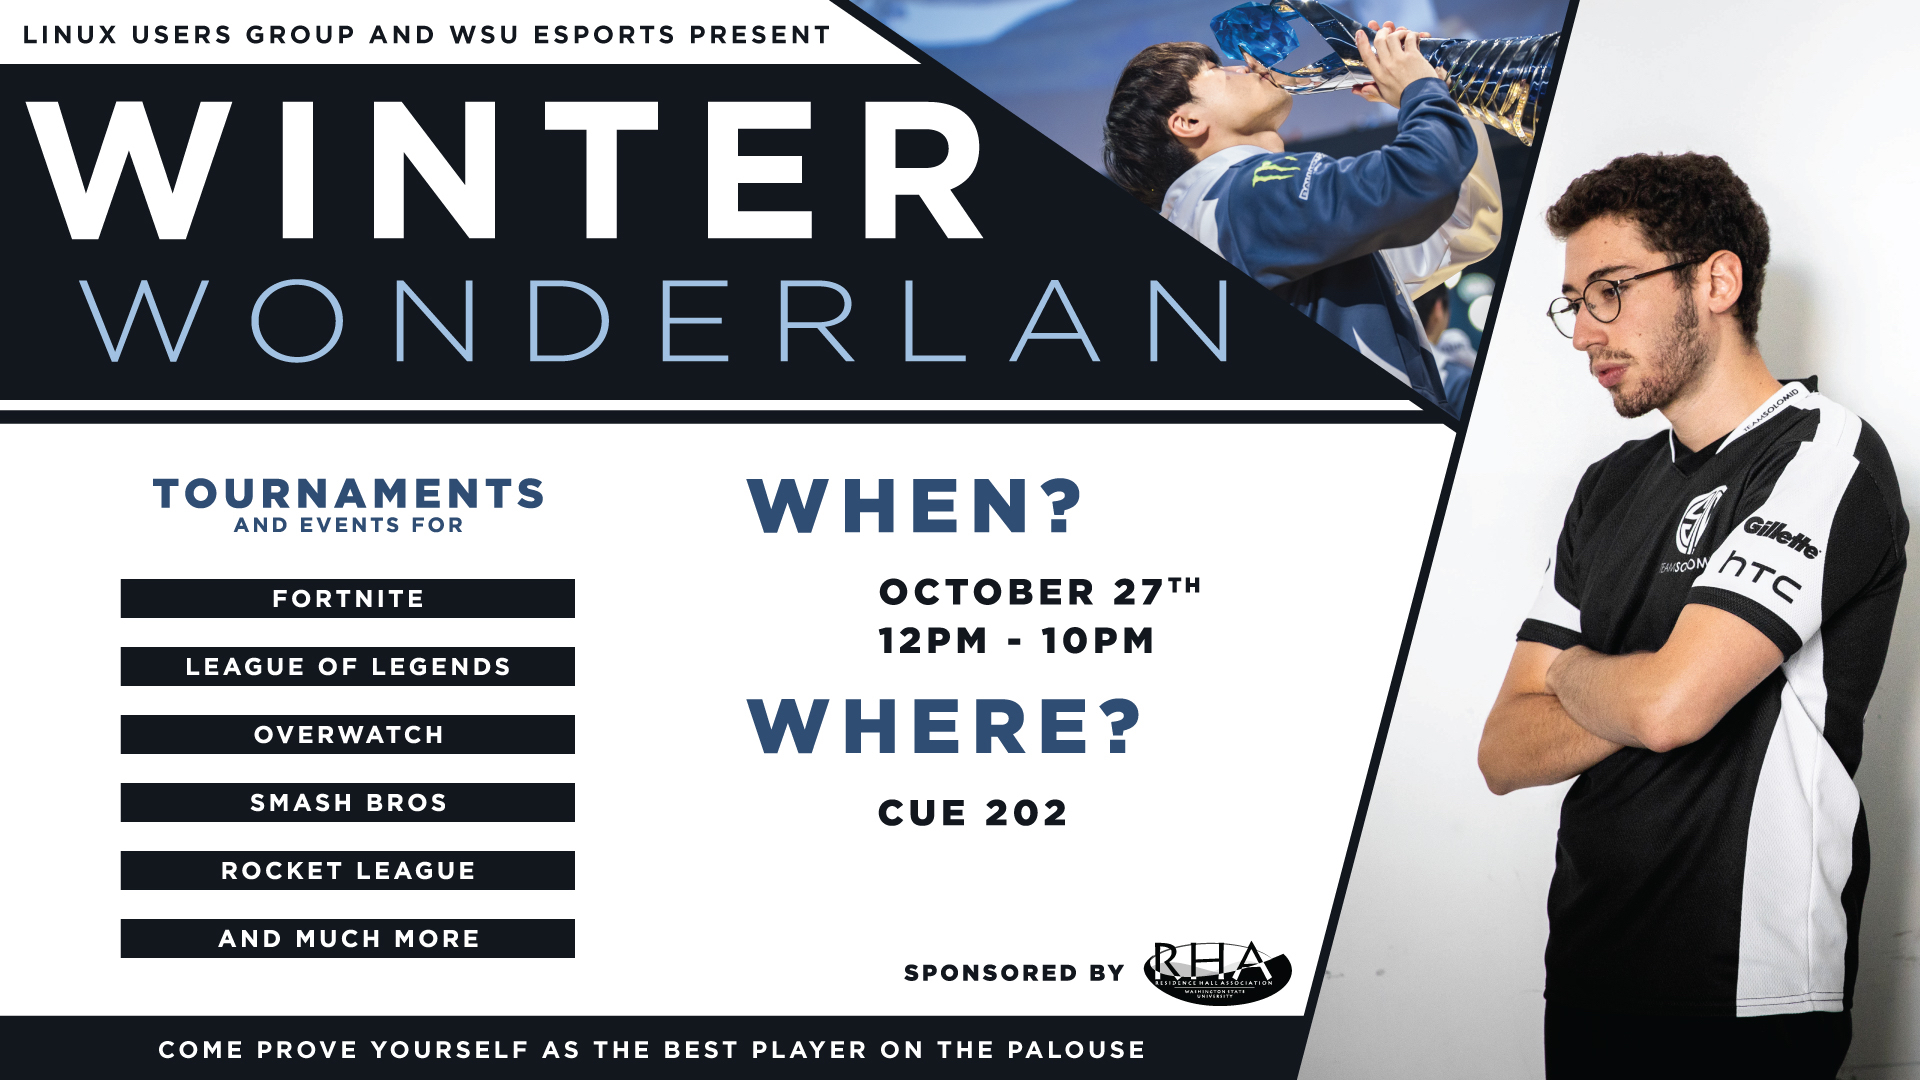 LINUX USERS GROUP AND WSU ESPORTS PRESENT
WINTER
WONDERLAN
TOURNAMENTS
AND EVENTS FOR
FORTNITE
LEAGUE OF LEGENDS
OVERWATCH
SMASH BROS
ROCKET LEAGUE
AND MUCH MORE
WHEN?
OCTOBER 27TH
12PM - 10PM
WHERE?
CUE 202
SPONSORED BY
RHA
RESIDENCE HALL ASSOCIATION
WASHINGTON STATE
UNIVERSITY
COME PROVE YOURSELF AS THE BEST PLAYER ON THE PALOUSE
TEAMSOLOMID
Gillette
hTC